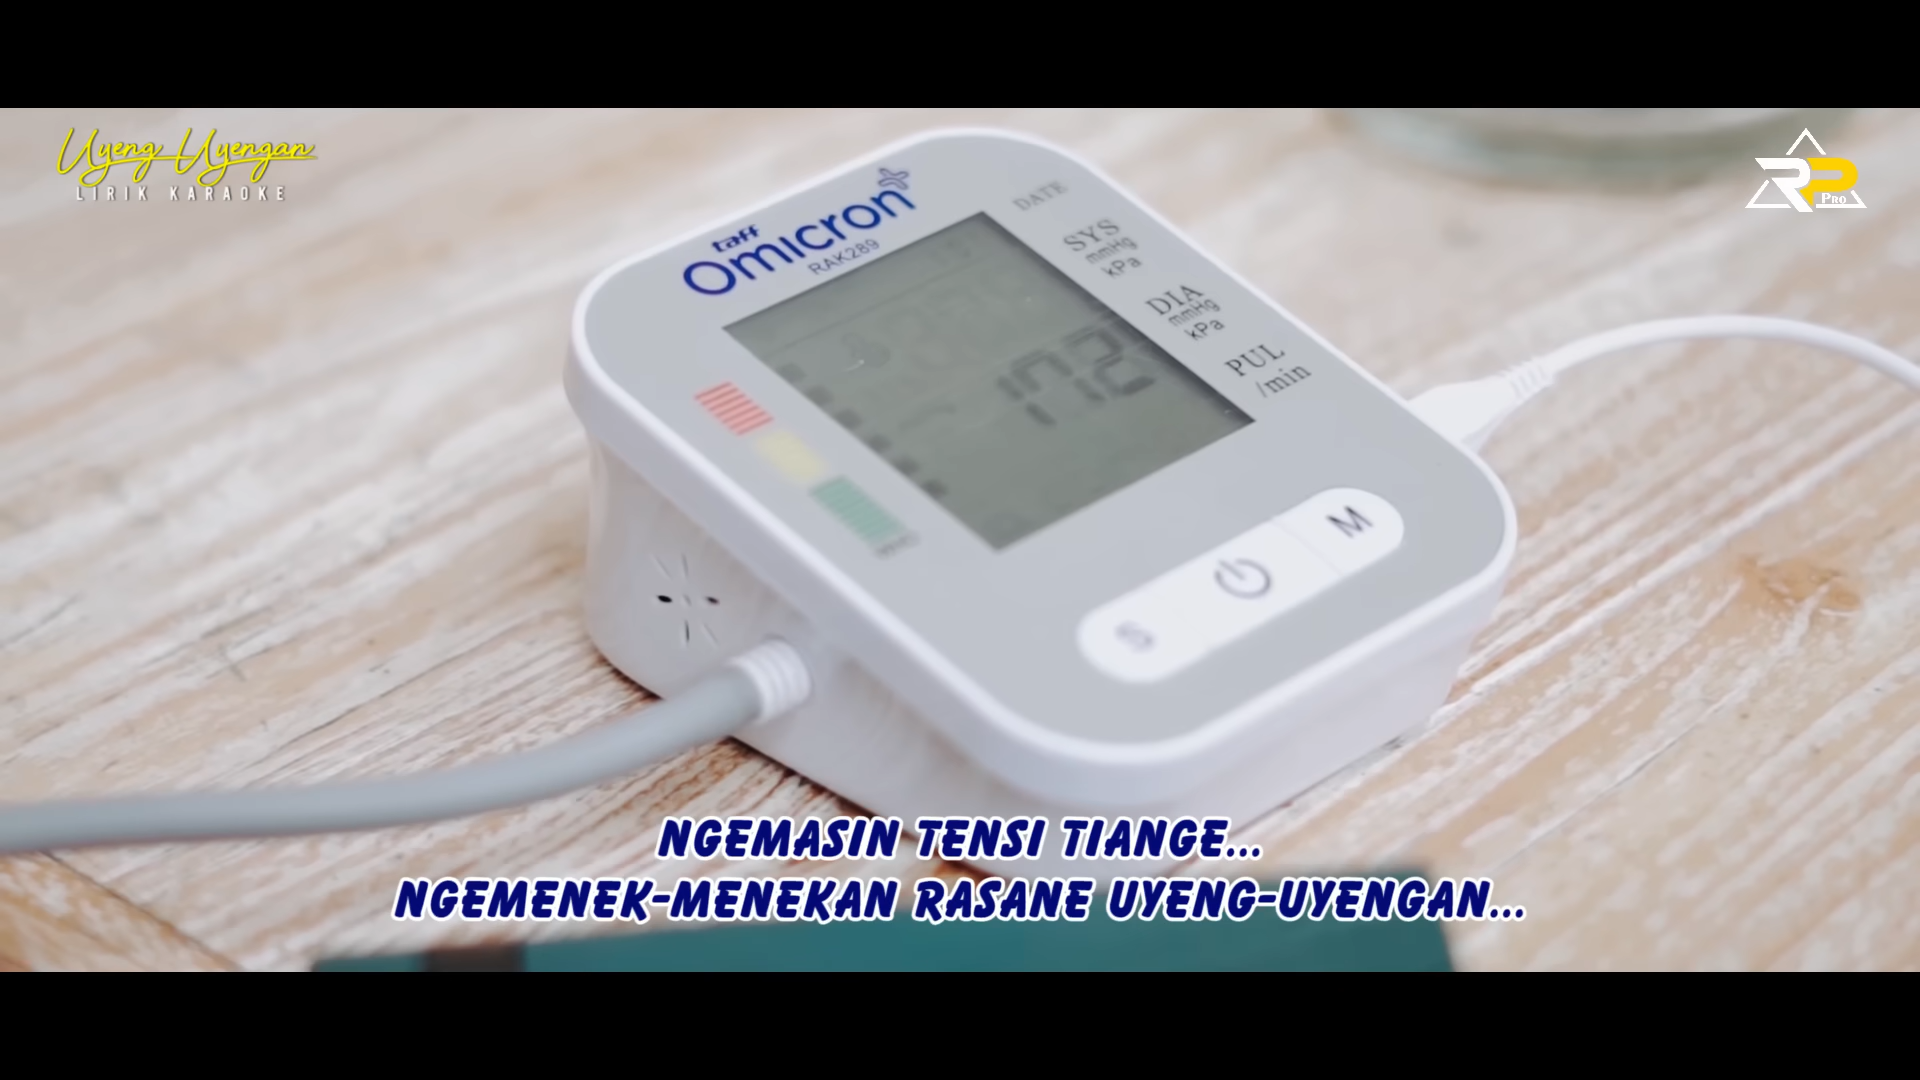 Uyeng Uyengan
LIRIK KARAOKE
RP
Pro
taff
Omicron
RAK289
DATE
SYS
mmHg
kPa
DIA
mmHg
kPa
PUL
/min
172
M
S
NGEMASIN TENSI TIANGE...
NGEMENEK-MENEKAN RASANE UYENG-UYENGAN...